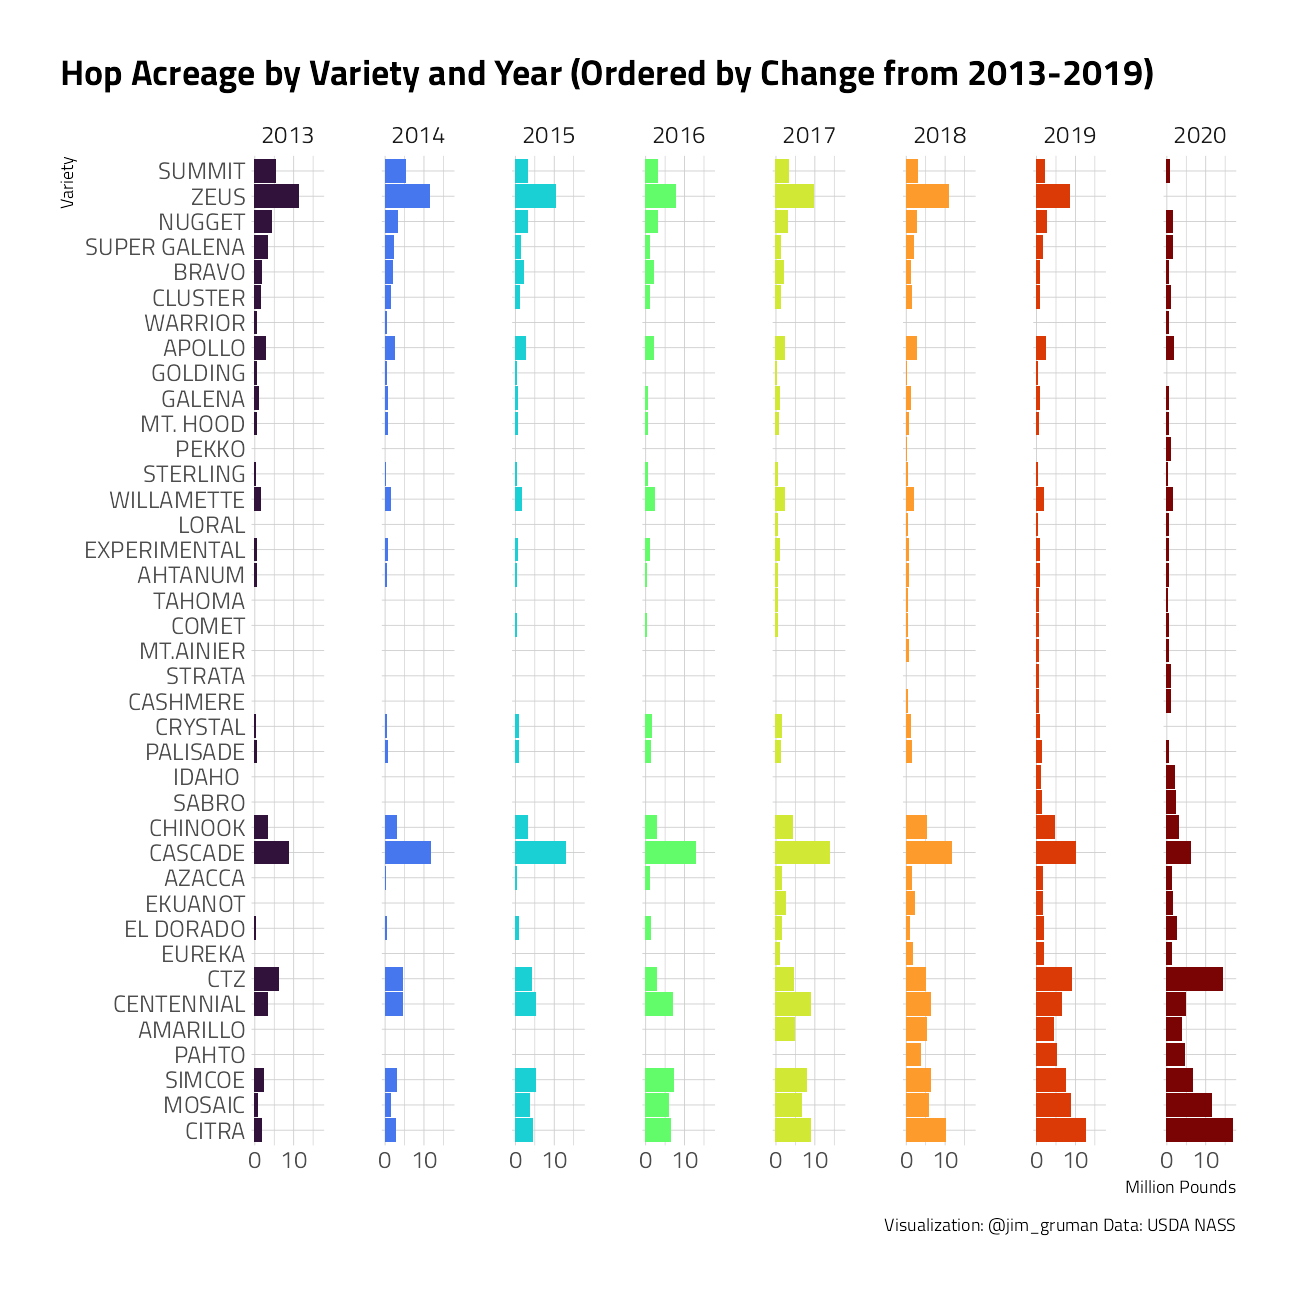 Hop Acreage by Variety and Year (Ordered by Change from 2013-2019)
2013 2014 2015 2016 2017 2018 2019 2020
Variety
SUMMIT
ZEUS
NUGGET
SUPER GALENA
BRAVO
CLUSTER
WARRIOR
APOLLO
GOLDING
GALENA
MT. HOOD
PEKKO
STERLING
WILLAMETTE
LORAL
EXPERIMENTAL
AHTANUM
TAHOMA
COMET
MT.AINIER
STRATA
CASHMERE
CRYSTAL
PALISADE
IDAHO
SABRO
CHINOOK
CASCADE
AZACCA
EKUANOT
EL DORADO
EUREKA
CTZ
CENTENNIAL
AMARILLO
PAHTO
SIMCOE
MOSAIC
CITRA
0 10 0 10 0 10 0 10 0 10 0 10 0 10 0 10
Million Pounds
Visualization: @jim_gruman Data: USDA NASS